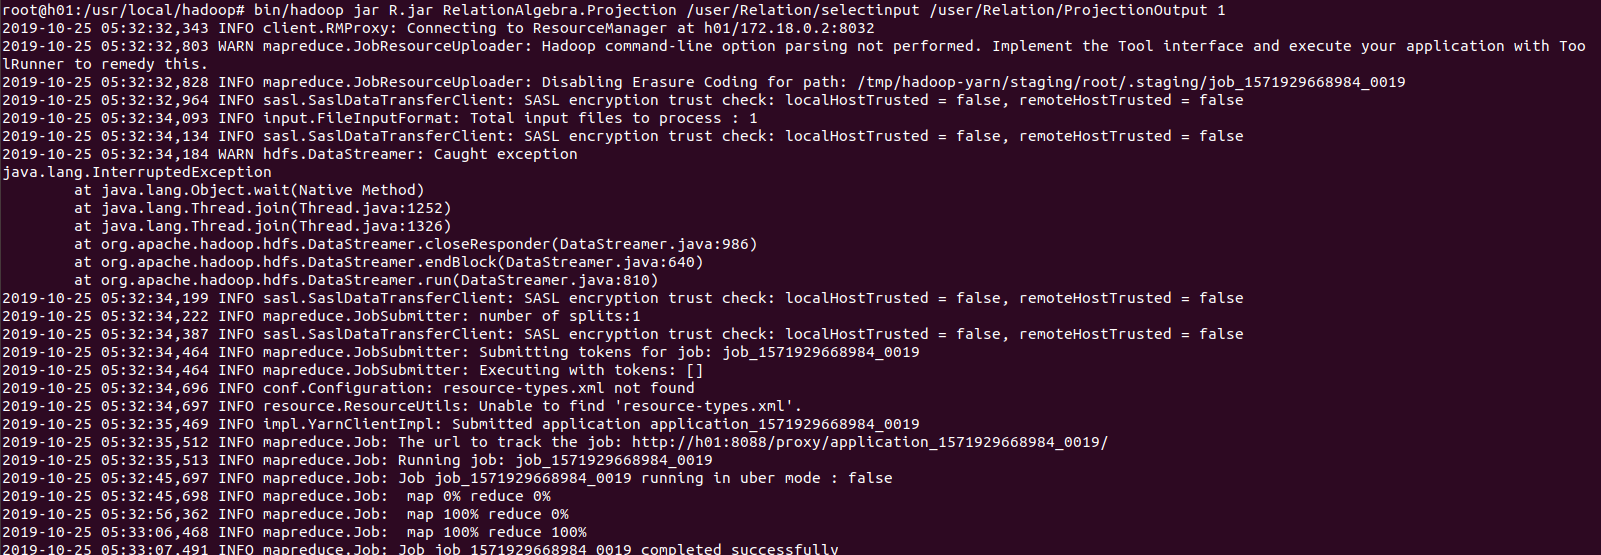 root@h01:/usr/local/hadoop# bin/hadoop jar R.jar RelationAlgebra.Projection /user/Relation/selectinput /user/Relation/ProjectionOutput 1
2019-10-25 05:32:32,343 INFO client.RMProxy: Connecting to ResourceManager at h01/172.18.0.2:8032
2019-10-25 05:32:32,803 WARN mapreduce.JobResourceUploader: Hadoop command-line option parsing not performed. Implement the Tool interface and execute your application with Too
lRunner to remedy this.
2019-10-25 05:32:32,828 INFO mapreduce.JobResourceUploader: Disabling Erasure Coding for path: /tmp/hadoop-yarn/staging/root/.staging/job_1571929668984_0019
2019-10-25 05:32:32,964 INFO sasl.SaslDataTransferClient: SASL encryption trust check: localHostTrusted = false, remoteHostTrusted = false
2019-10-25 05:32:34,093 INFO input.FileInputFormat: Total input files to process : 1
2019-10-25 05:32:34,134 INFO sasl.SaslDataTransferClient: SASL encryption trust check: localHostTrusted = false, remoteHostTrusted = false
2019-10-25 05:32:34,184 WARN hdfs.DataStreamer: Caught exception
java.lang.InterruptedException
        at java.lang.Object.wait(Native Method)
        at java.lang.Thread.join(Thread.java:1252)
        at java.lang.Thread.join(Thread.java:1326)
        at org.apache.hadoop.hdfs.DataStreamer.closeResponder(DataStreamer.java:986)
        at org.apache.hadoop.hdfs.DataStreamer.endBlock(DataStreamer.java:640)
        at org.apache.hadoop.hdfs.DataStreamer.run(DataStreamer.java:810)
2019-10-25 05:32:34,199 INFO sasl.SaslDataTransferClient: SASL encryption trust check: localHostTrusted = false, remoteHostTrusted = false
2019-10-25 05:32:34,222 INFO mapreduce.JobSubmitter: number of splits:1
2019-10-25 05:32:34,387 INFO sasl.SaslDataTransferClient: SASL encryption trust check: localHostTrusted = false, remoteHostTrusted = false
2019-10-25 05:32:34,464 INFO mapreduce.JobSubmitter: Submitting tokens for job: job_1571929668984_0019
2019-10-25 05:32:34,464 INFO mapreduce.JobSubmitter: Executing with tokens: []
2019-10-25 05:32:34,696 INFO conf.Configuration: resource-types.xml not found
2019-10-25 05:32:34,697 INFO resource.ResourceUtils: Unable to find 'resource-types.xml'.
2019-10-25 05:32:35,469 INFO impl.YarnClientImpl: Submitted application application_1571929668984_0019
2019-10-25 05:32:35,512 INFO mapreduce.Job: The url to track the job: http://h01:8088/proxy/application_1571929668984_0019/
2019-10-25 05:32:35,513 INFO mapreduce.Job: Running job: job_1571929668984_0019
2019-10-25 05:32:45,697 INFO mapreduce.Job: Job job_1571929668984_0019 running in uber mode : false
2019-10-25 05:32:45,698 INFO mapreduce.Job:  map 0% reduce 0%
2019-10-25 05:32:56,362 INFO mapreduce.Job:  map 100% reduce 0%
2019-10-25 05:33:06,468 INFO mapreduce.Job:  map 100% reduce 100%
2019-10-25 05:33:07,491 INFO mapreduce.Job: Job job_1571929668984_0019 completed successfully